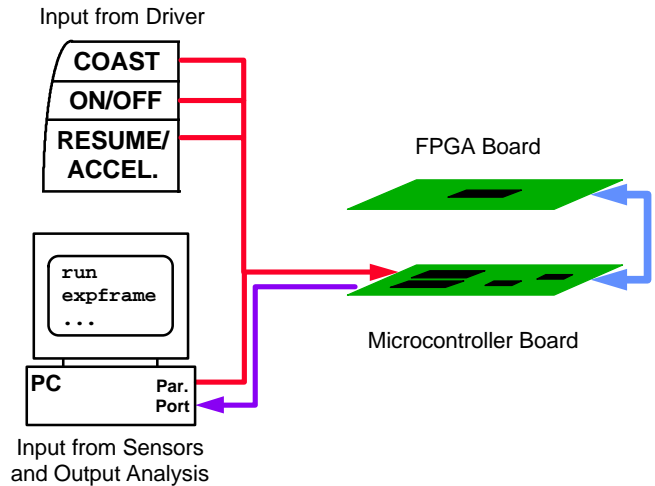 Input from Driver
COAST
ON/OFF
RESUME/
ACCEL.
FPGA Board
run
expframe
...
Microcontroller Board
PC
Par.
Port
Input from Sensors
and Output Analysis